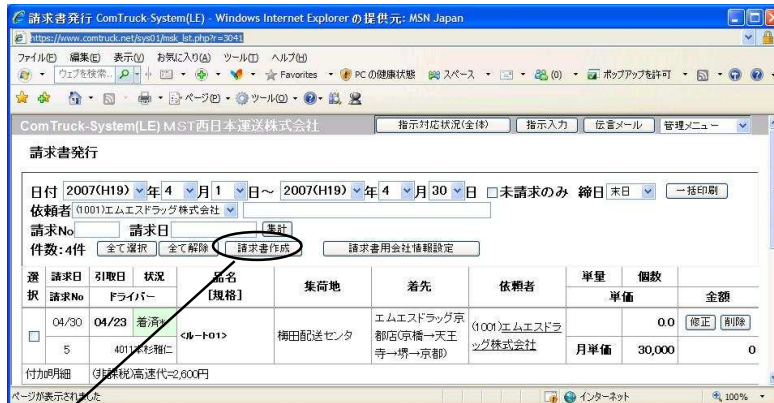 請求書発行 ComTruck-System(LE) - Windows Internet Explorer の提供元: MSN Japan
https://www.comtruck.net/sys01/msk_lst.php?r=3041
ファイル(F) 編集(E) 表示(V) お気に入り(A) ツール(T) ヘルプ(H)
ウェブを検索... Favorites PC の健康状態 スペース (0) ポップアップを許可
ページ(P) ツール(O)
ComTruck-System(LE) MST西日本運送株式会社 指示対応状況(全体) 指示入力 伝言メール 管理メニュー
請求書発行
日付 2007(H19) 年 4 月 1 日～ 2007(H19) 年 4 月 30 日 □未請求のみ 締日 末日 一括印刷
依頼者 (1001)エムエスドラッグ株式会社
請求No 請求日 集計
件数:4件 全て選択 全て解除 請求書作成 請求書用会社情報設定
選択 請求日 引取日 状況 品名 [規格] 集荷地 着先 依頼者 単量 個数
請求No ドライバー 単価 金額
04/30 04/23 着済* <ルート01> 梅田配送センタ エムエスドラッグ京都店(京橋→天王寺→堺→京都) (1001)エムエスドラッグ株式会社 0.0 修正 削除
5 4011本杉雅仁 月単価 30,000 0
付加明細 (非課税)高速代=2,600円
ページが表示されました インターネット 100%